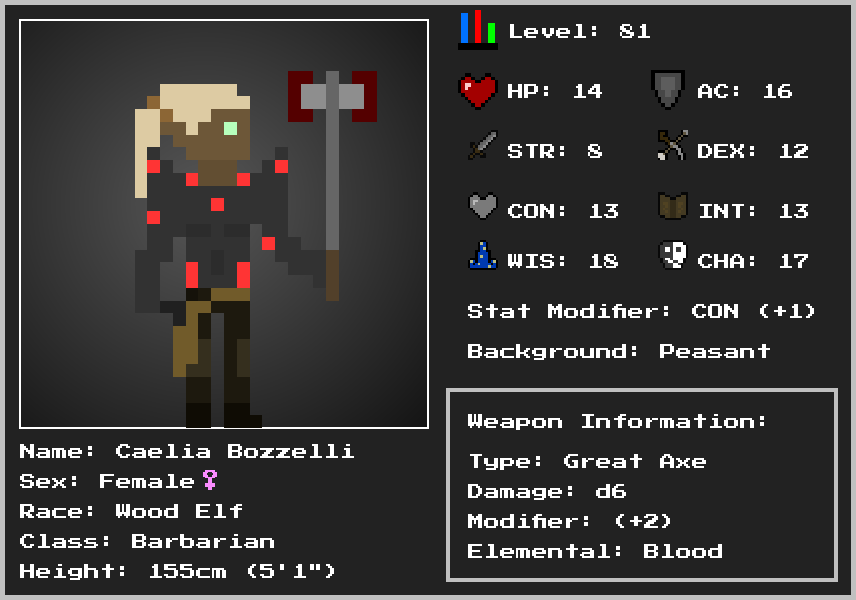 Level: 81
HP: 14
AC: 16
STR: 8
DEX: 12
CON: 13
INT: 13
WIS: 18
CHA: 17
Stat Modifier: CON (+1)
Background: Peasant
Weapon Information:
Type: Great Axe
Damage: d6
Modifier: (+2)
Elemental: Blood
Name: Caelia Bozzelli
Sex: Female♀
Race: Wood Elf
Class: Barbarian
Height: 155cm (5'1")